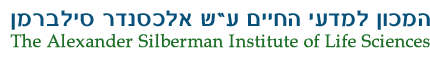 המכון למדעי החיים ע"ש אלכסנדר סילברמן
The Alexander Silberman Institute of Life Sciences